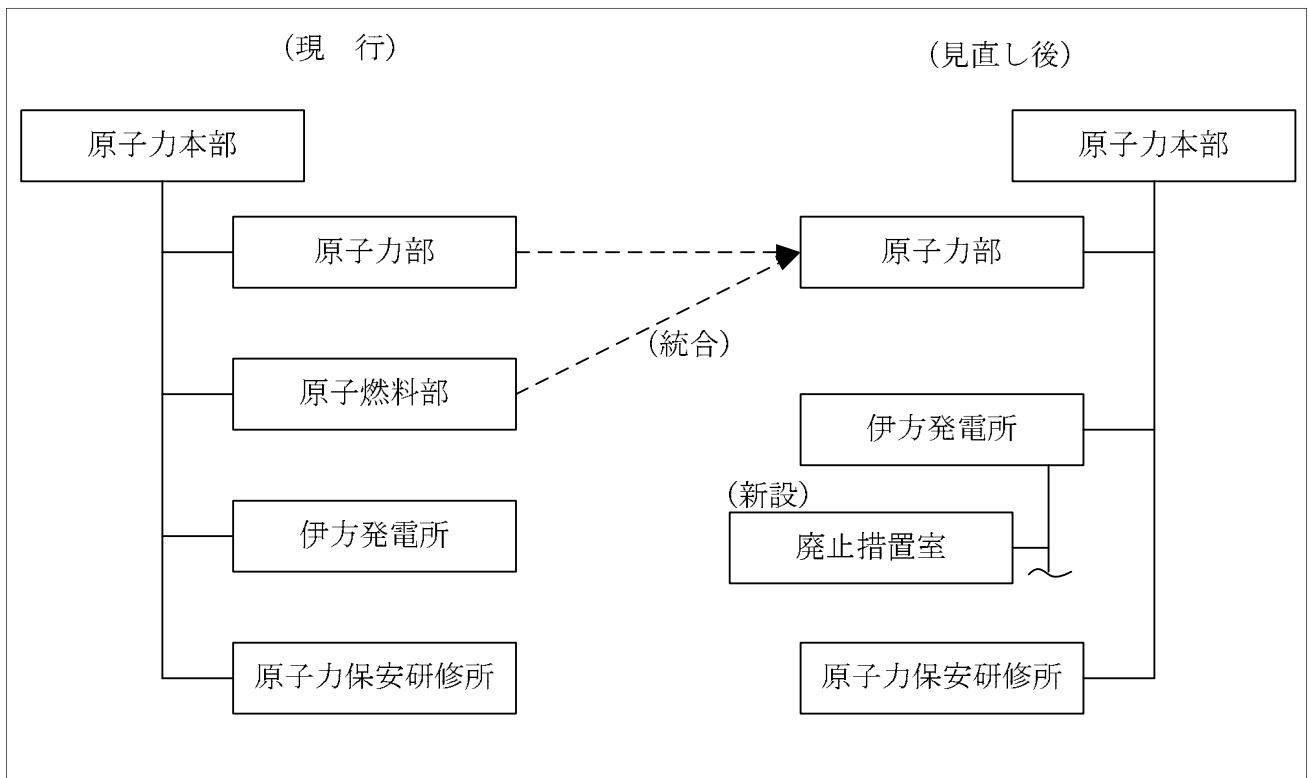 (現　行)
原子力本部
原子力部
原子燃料部
伊方発電所
原子力保安研修所
(統合)
(見直し後)
原子力本部
原子力部
伊方発電所
(新設)
廃止措置室
原子力保安研修所